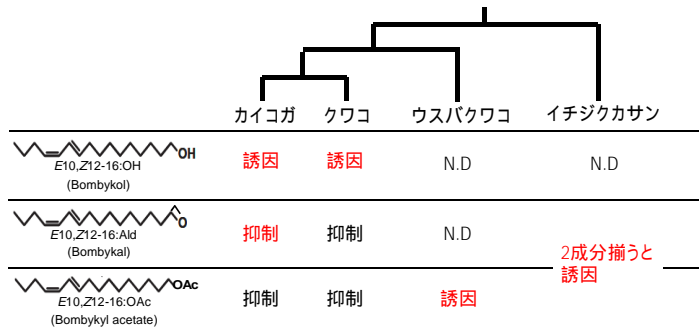 カイコガ クワコ ウスバクワコ イチジクカサン
OH
E10,Z12-16:OH
(Bombykol)
誘因 誘因 N.D N.D
O
E10,Z12-16:Ald
(Bombykal)
抑制 抑制 N.D
2成分揃うと
誘因
OAc
E10,Z12-16:OAc
(Bombykyl acetate)
抑制 抑制 誘因